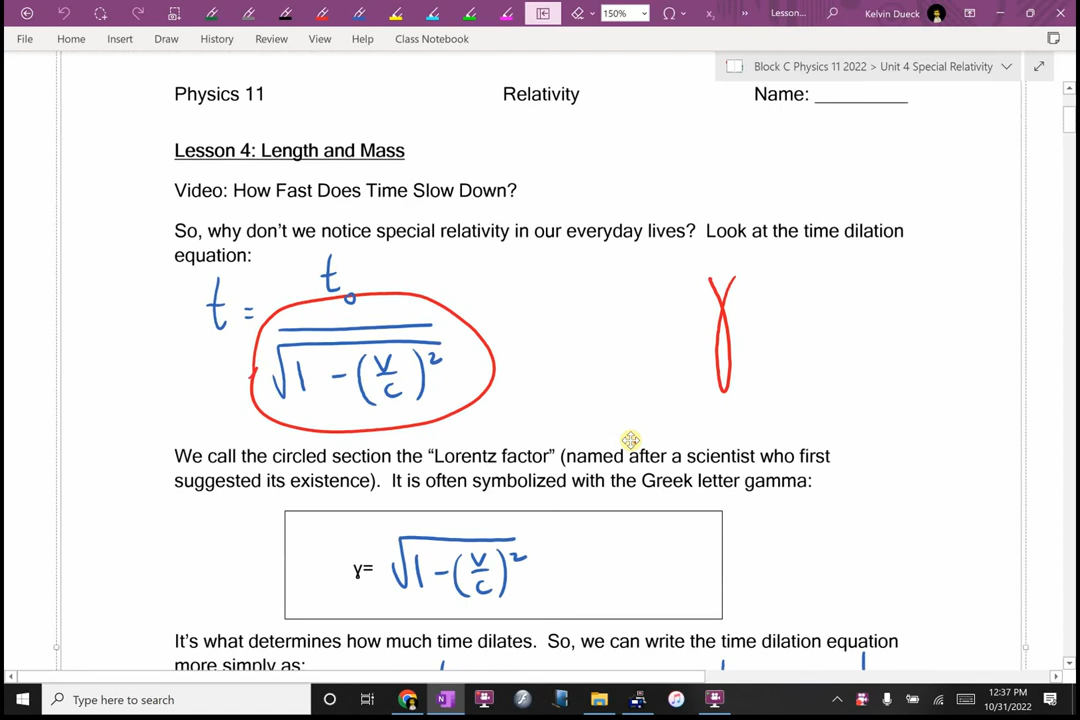 150%
Lesson...
Kelvin Dueck
File Home Insert Draw History Review View Help Class Notebook
Block C Physics 11 2022 > Unit 4 Special Relativity
Physics 11 Relativity Name: _________
Lesson 4: Length and Mass
Video: How Fast Does Time Slow Down?
So, why don't we notice special relativity in our everyday lives? Look at the time dilation
equation:
t = t₀ / √(1 - (v/c)²)
γ
We call the circled section the "Lorentz factor" (named after a scientist who first
suggested its existence). It is often symbolized with the Greek letter gamma:
γ= √(1 - (v/c)²)
It's what determines how much time dilates. So, we can write the time dilation equation
more simply as:
Type here to search
12:37 PM
10/31/2022